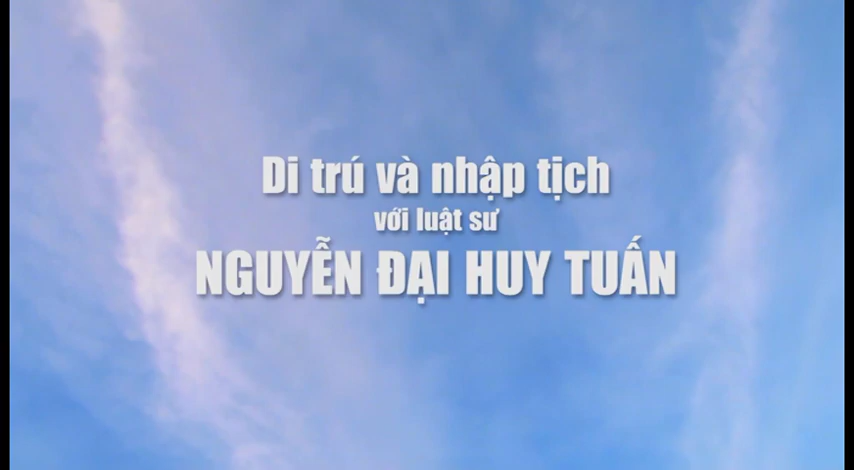 Di trú và nhập tịch
với luật sư
NGUYỄN ĐẠI HUY TUẤN